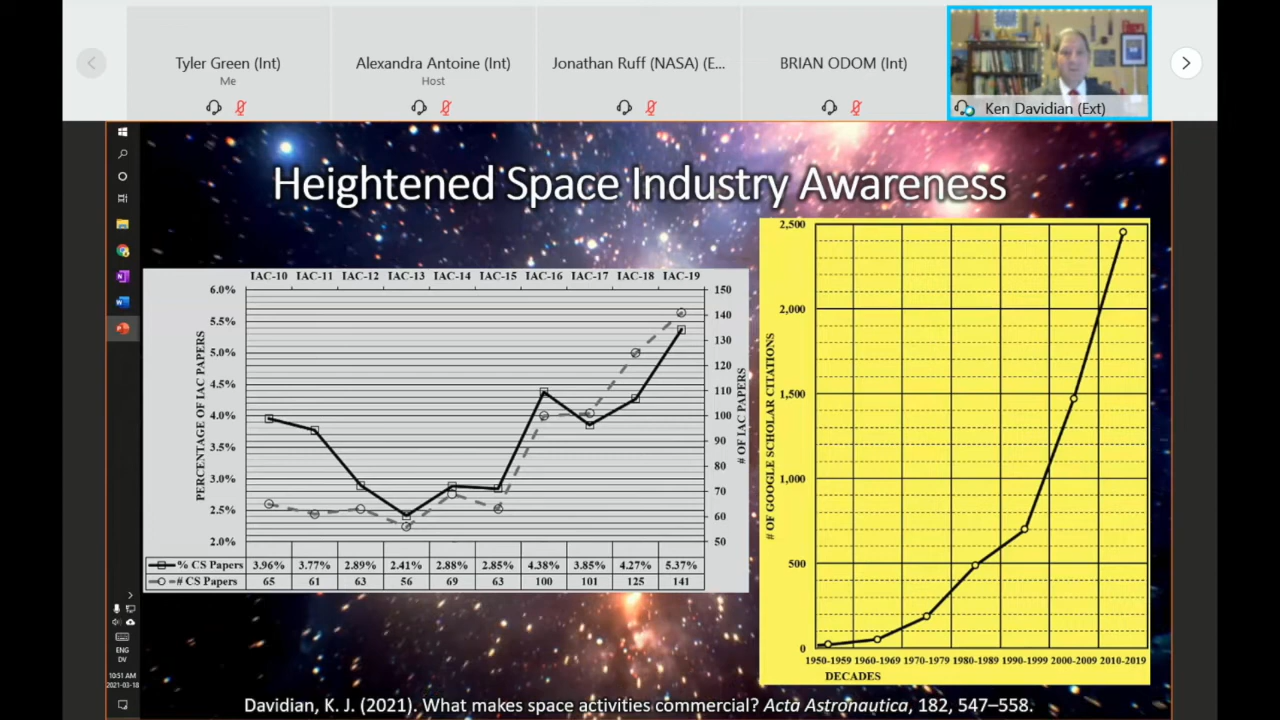 Tyler Green (Int)
Me
Alexandra Antoine (Int)
Host
Jonathan Ruff (NASA) (E...
BRIAN ODOM (Int)
Ken Davidian (Ext)
Heightened Space Industry Awareness
IAC-10 IAC-11 IAC-12 IAC-13 IAC-14 IAC-15 IAC-16 IAC-17 IAC-18 IAC-19
PERCENTAGE OF IAC PAPERS
6.0%
5.5%
5.0%
4.5%
4.0%
3.5%
3.0%
2.5%
2.0%
150
140
130
120
110
100
90
80
70
60
50
# OF IAC PAPERS
% CS Papers 3.96% 3.77% 2.89% 2.41% 2.88% 2.85% 4.38% 3.85% 4.27% 5.37%
# CS Papers 65 61 63 56 69 63 100 101 125 141
# OF GOOGLE SCHOLAR CITATIONS
2,500
2,000
1,500
1,000
500
0
1950-1959 1960-1969 1970-1979 1980-1989 1990-1999 2000-2009 2010-2019
DECADES
ENG
DV
10:51 AM
2021-03-18
Davidian, K. J. (2021). What makes space activities commercial? Acta Astronautica, 182, 547–558.